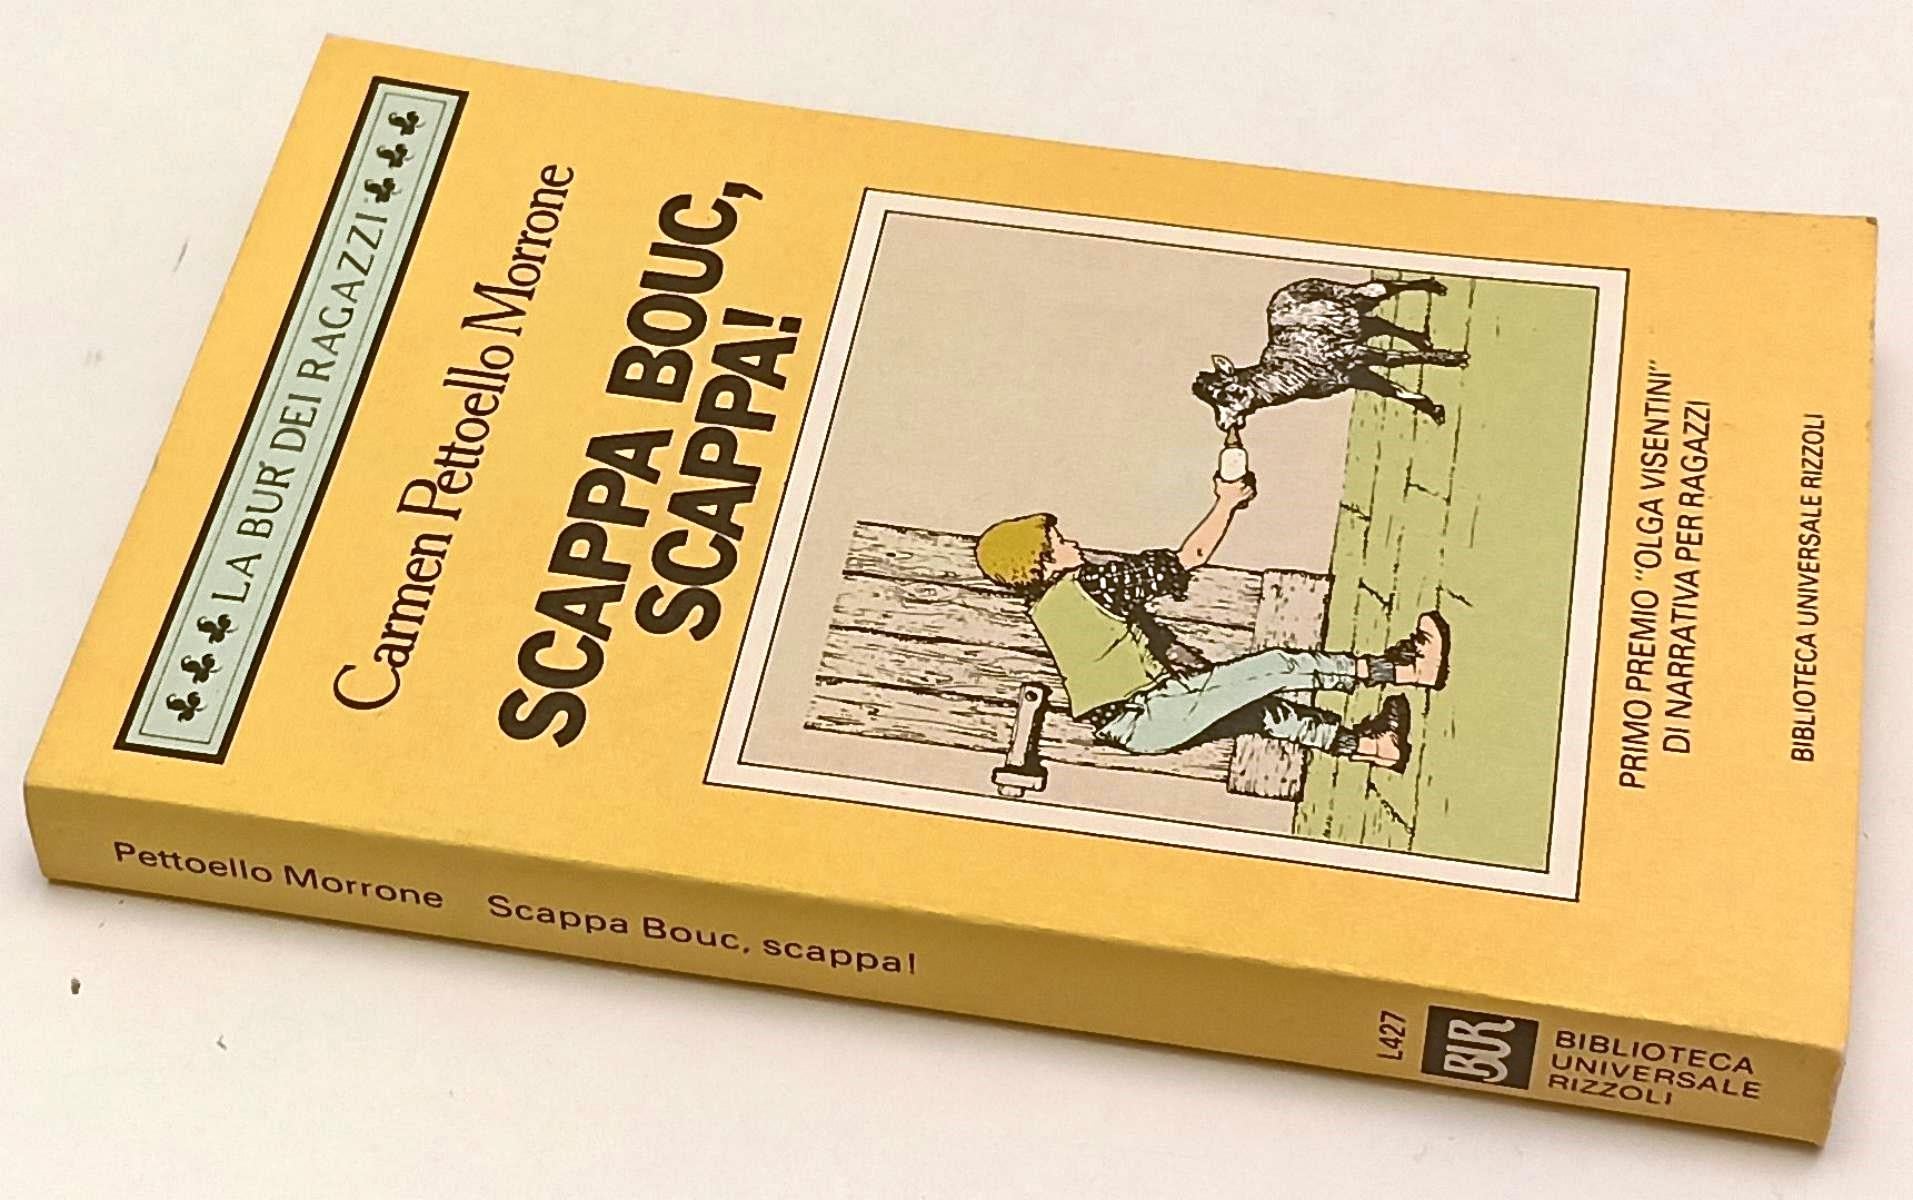 LA BUR DEI RAGAZZI
Carmen Pettoello Morrone
SCAPPA BOUC,
SCAPPA!
PRIMO PREMIO "OLGA VISENTINI"
DI NARRATIVA PER RAGAZZI
BIBLIOTECA UNIVERSALE RIZZOLI
Pettoello Morrone Scappa Bouc, scappa!
L427
BUR
BIBLIOTECA
UNIVERSALE
RIZZOLI